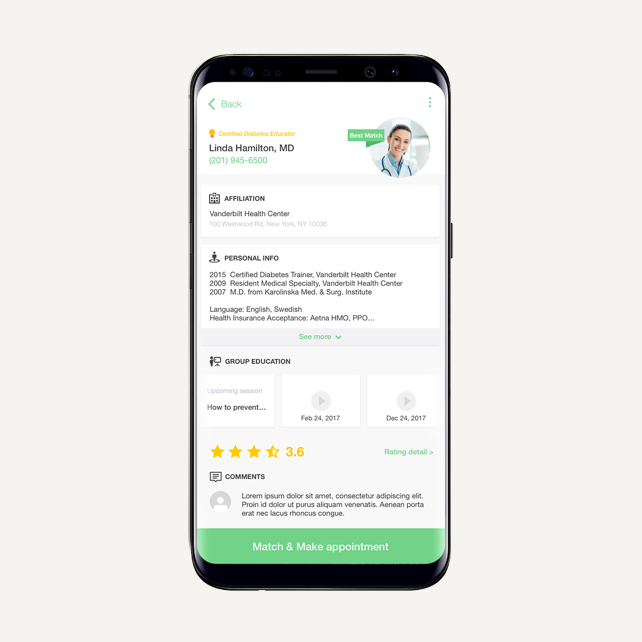 Back
Certified Diabetes Educator
Best Match
Linda Hamilton, MD
(201) 945-6500
AFFILIATION
Vanderbilt Health Center
100 Westwood Rd, New York, NY 10036
PERSONAL INFO
2015 Certified Diabetes Trainer, Vanderbilt Health Center
2009 Resident Medical Specialty, Vanderbilt Health Center
2007 M.D. from Karolinska Med. & Surg. Institute
Language: English, Swedish
Health Insurance Acceptance: Aetna HMO, PPO...
See more
GROUP EDUCATION
Upcoming session
How to prevent...
Feb 24, 2017
Dec 24, 2017
3.6
Rating detail >
COMMENTS
Lorem ipsum dolor sit amet, consectetur adipiscing elit.
Proin id dolor ut purus aliquam venenatis. Aenean porta
erat nec lacus rhoncus congue.
Match & Make appointment